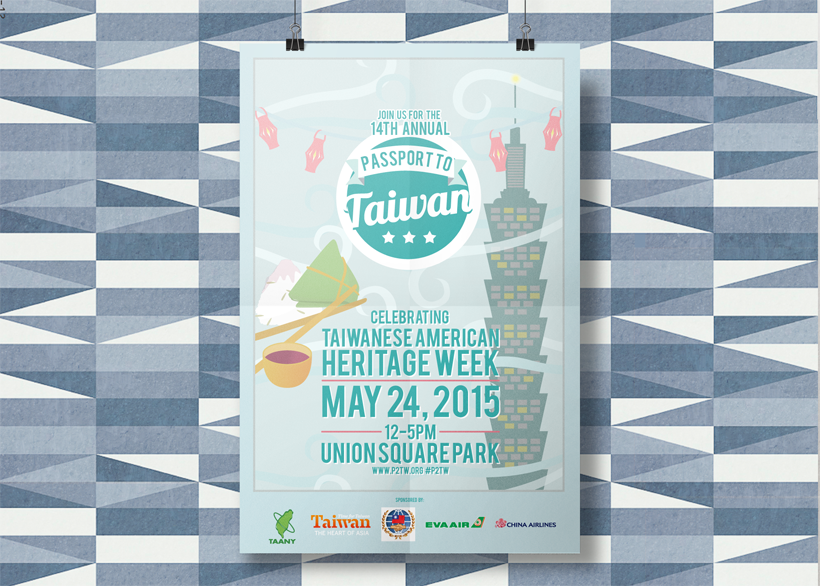 JOIN US FOR THE
14TH ANNUAL
PASSPORT TO
Taiwan
CELEBRATING
TAIWANESE AMERICAN
HERITAGE WEEK
MAY 24, 2015
12-5PM
UNION SQUARE PARK
WWW.P2TW.ORG #P2TW
SPONSORED BY:
TAANY
Taiwan
THE HEART OF ASIA
EVA AIR
CHINA AIRLINES